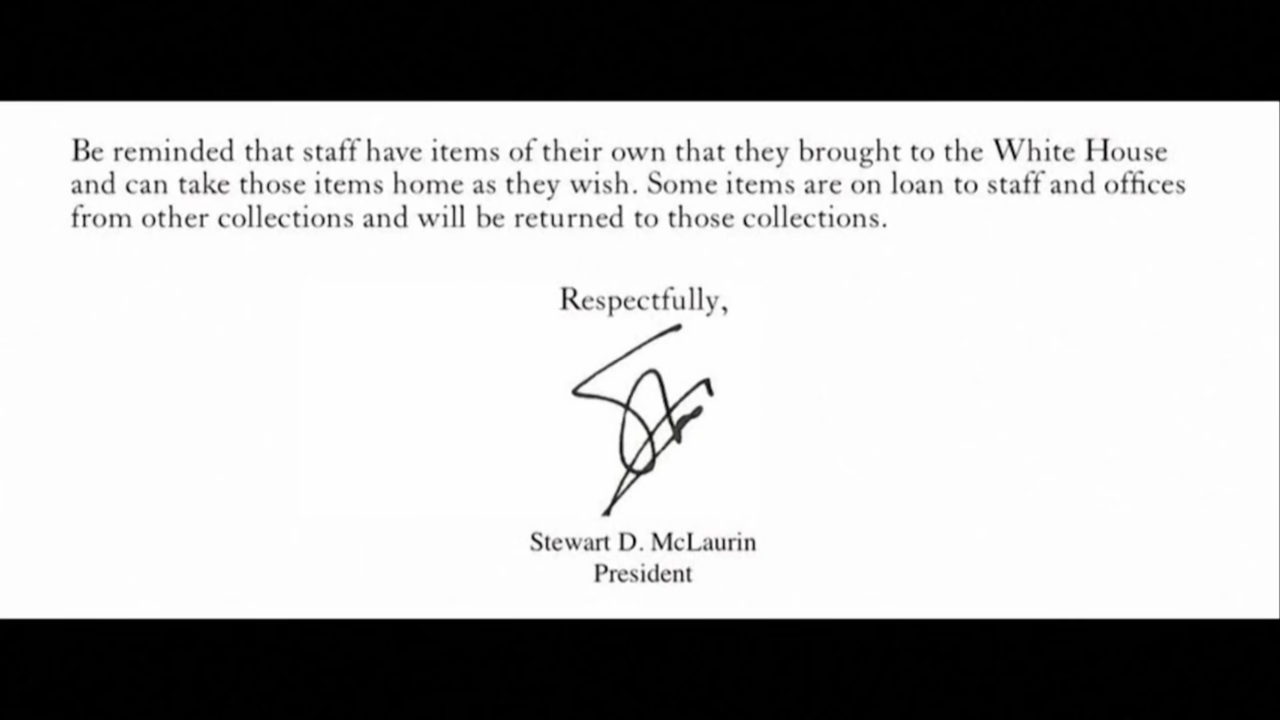 Be reminded that staff have items of their own that they brought to the White House
and can take those items home as they wish. Some items are on loan to staff and offices
from other collections and will be returned to those collections.
Respectfully,
Stewart D. McLaurin
President